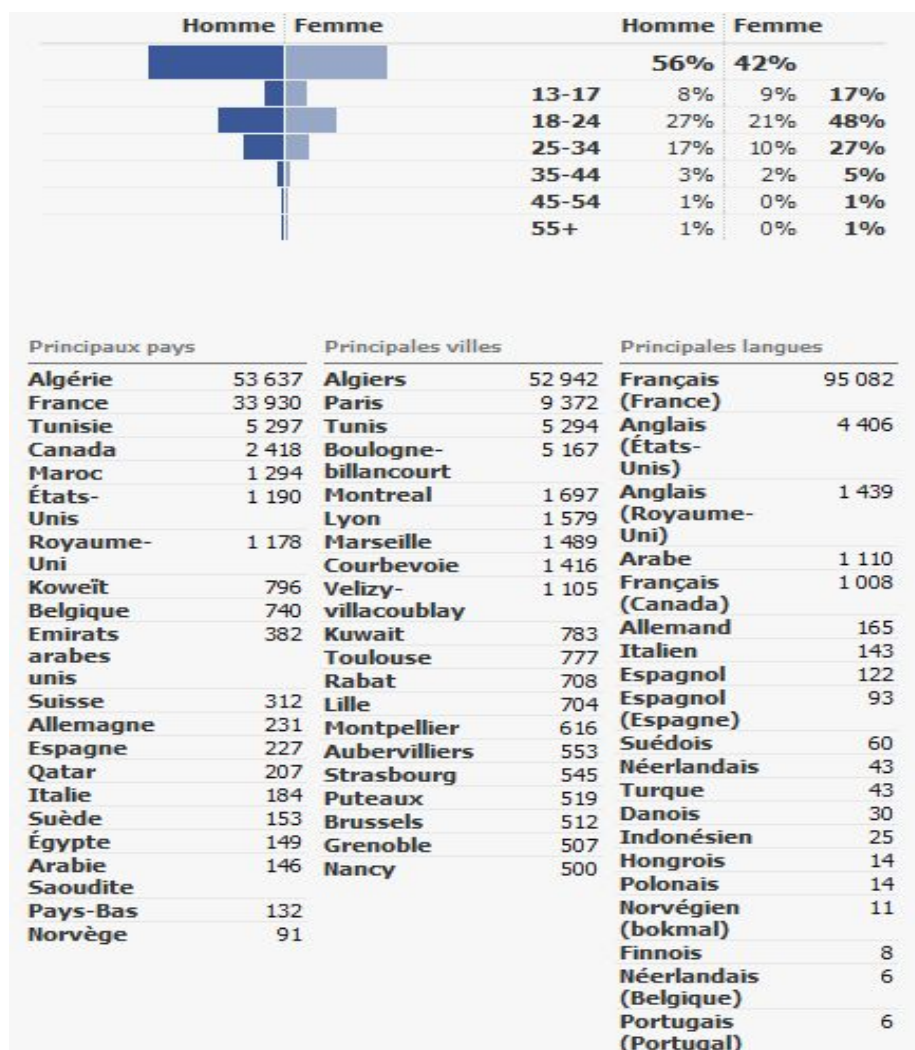 Homme Femme Homme Femme
56% 42%
13-17 8% 9% 17%
18-24 27% 21% 48%
25-34 17% 10% 27%
35-44 3% 2% 5%
45-54 1% 0% 1%
55+ 1% 0% 1%
Principaux pays
Algérie 53 637
France 33 930
Tunisie 5 297
Canada 2 418
Maroc 1 294
États- 1 190
Unis
Royaume- 1 178
Uni
Koweït 796
Belgique 740
Emirats 382
arabes
unis
Suisse 312
Allemagne 231
Espagne 227
Qatar 207
Italie 184
Suède 153
Égypte 149
Arabie 146
Saoudite
Pays-Bas 132
Norvège 91
Principales villes
Algiers 52 942
Paris 9 372
Tunis 5 294
Boulogne- 5 167
billancourt
Montreal 1 697
Lyon 1 579
Marseille 1 489
Courbevoie 1 416
Velizy- 1 105
villacoublay
Kuwait 783
Toulouse 777
Rabat 708
Lille 704
Montpellier 616
Aubervilliers 553
Strasbourg 545
Puteaux 519
Brussels 512
Grenoble 507
Nancy 500
Principales langues
Français 95 082
(France)
Anglais 4 406
(États-
Unis)
Anglais 1 439
(Royaume-
Uni)
Arabe 1 110
Français 1 008
(Canada)
Allemand 165
Italien 143
Espagnol 122
Espagnol 93
(Espagne)
Suédois 60
Néerlandais 43
Turque 43
Danois 30
Indonésien 25
Hongrois 14
Polonais 14
Norvégien 11
(bokmal)
Finnois 8
Néerlandais 6
(Belgique)
Portugais 6
(Portugal)